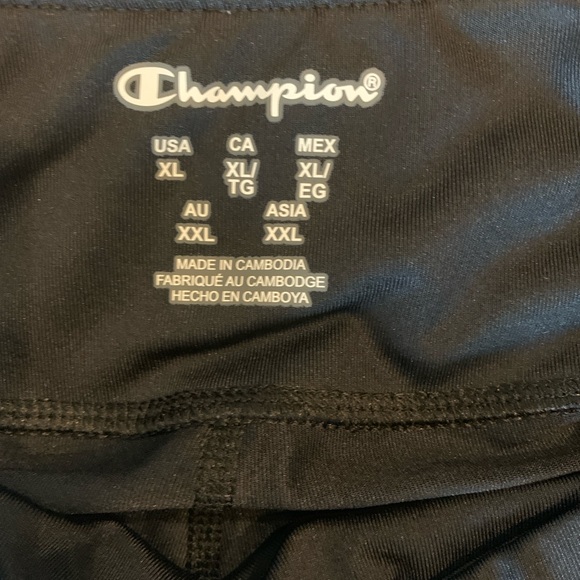 Champion®
USA CA MEX
XL XL/ XL/
TG EG
AU ASIA
XXL XXL
MADE IN CAMBODIA
FABRIQUÉ AU CAMBODGE
HECHO EN CAMBOYA